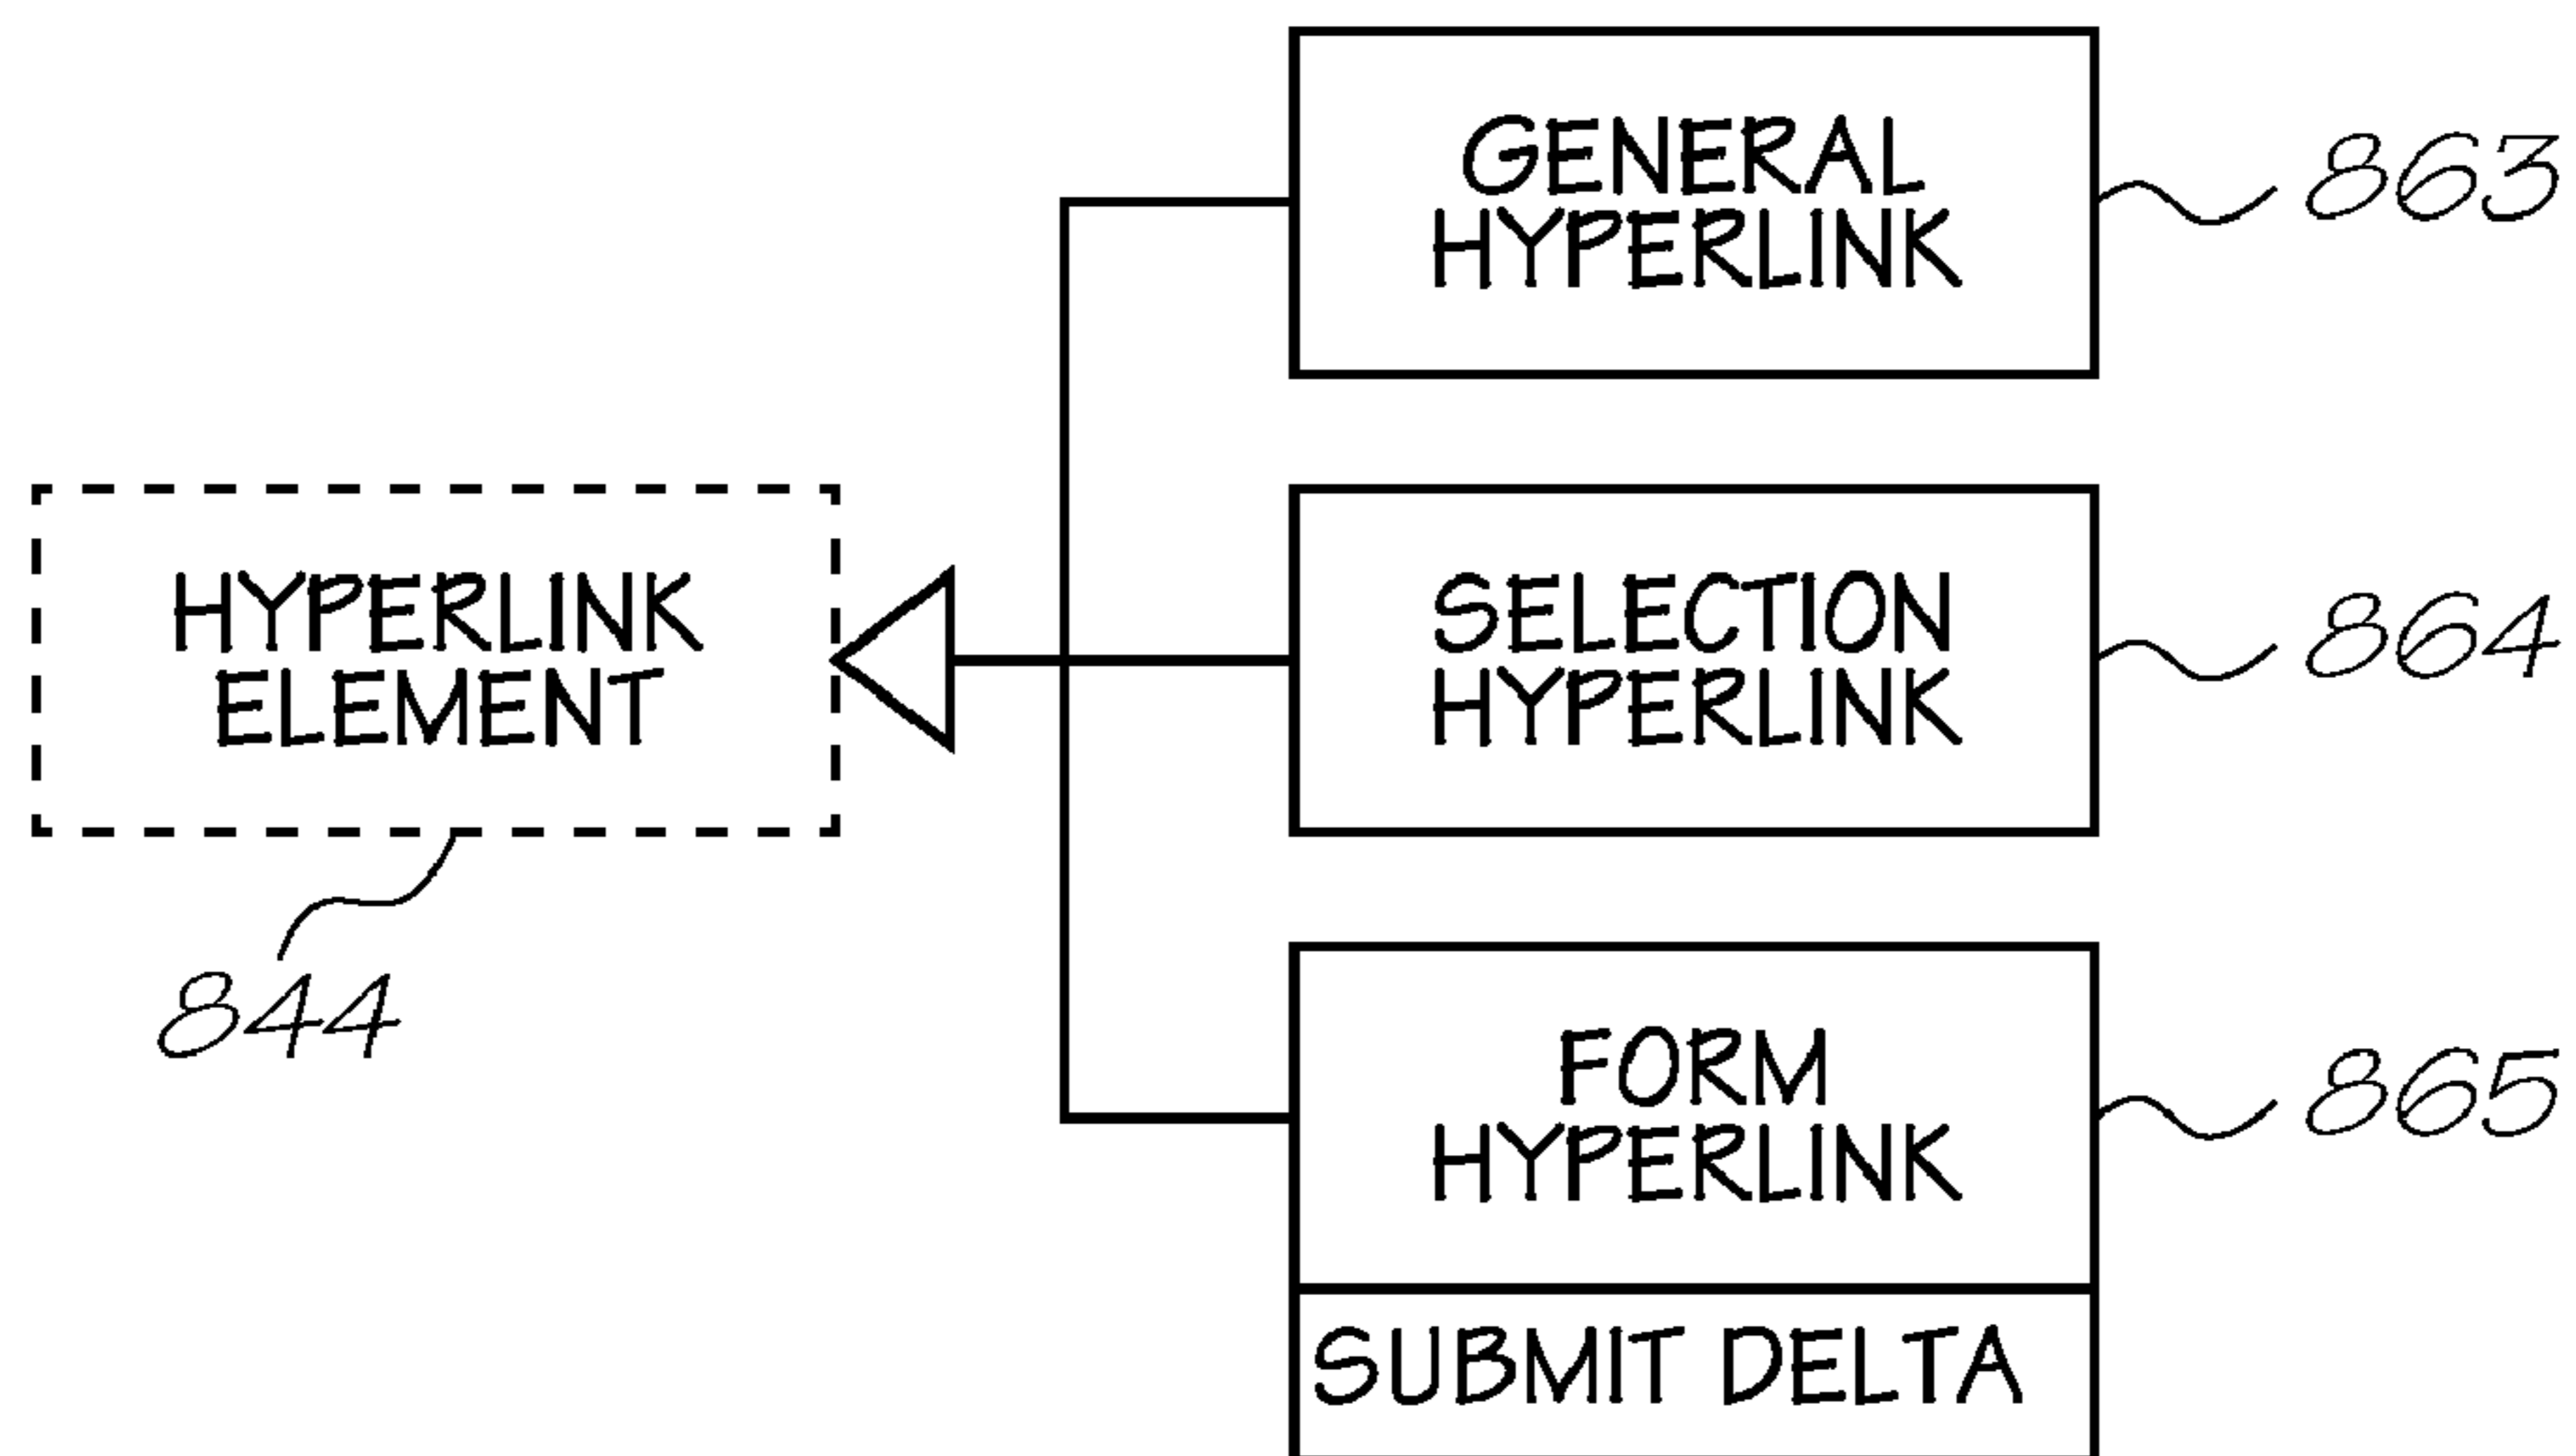 GENERAL
HYPERLINK
863
HYPERLINK
ELEMENT
844
SELECTION
HYPERLINK
864
FORM
HYPERLINK
865
SUBMIT DELTA